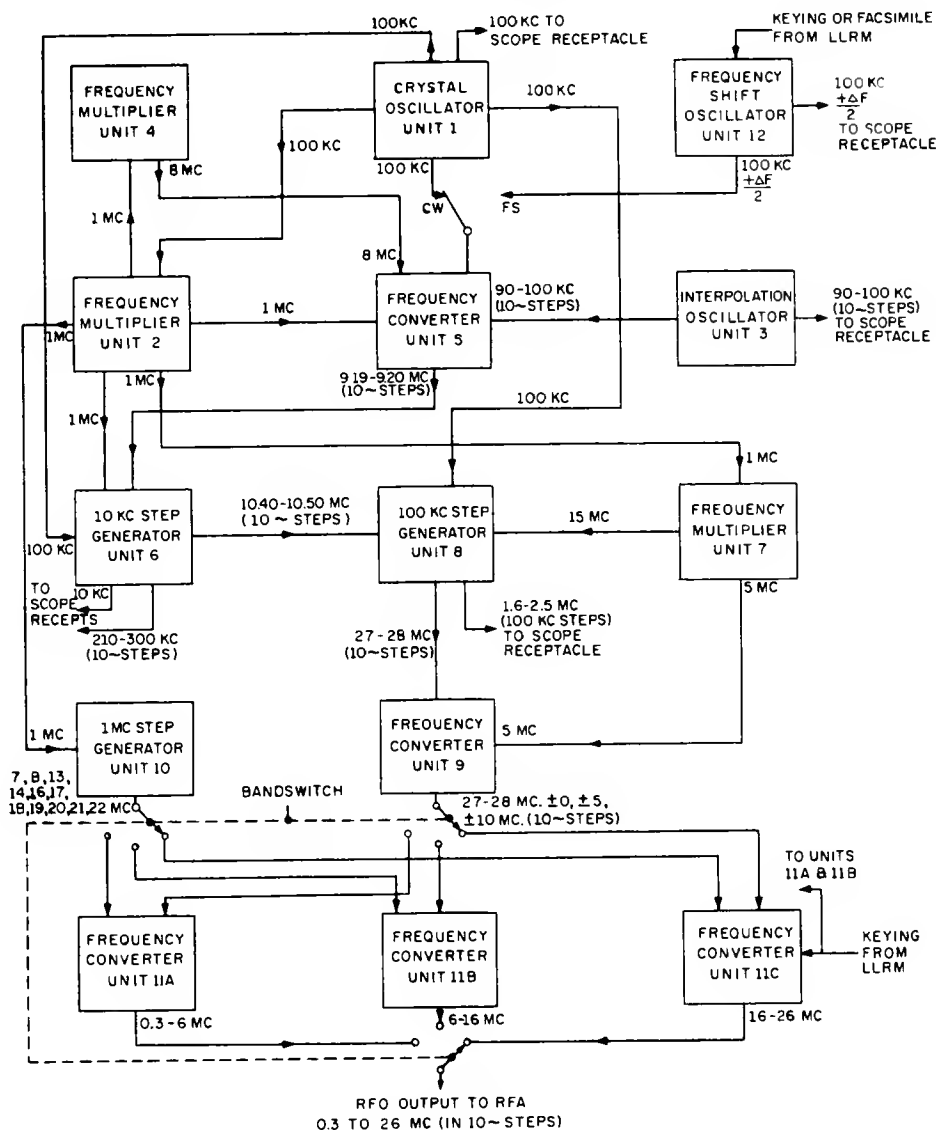 100KC
100 KC TO
SCOPE RECEPTACLE
KEYING OR FACSIMILE
FROM LLRM
FREQUENCY
MULTIPLIER
UNIT 4
CRYSTAL
OSCILLATOR
UNIT 1
100 KC
FREQUENCY
SHIFT
OSCILLATOR
UNIT 12
100 KC
+ΔF
2
TO SCOPE
RECEPTACLE
8 MC
100 KC
100 KC
100 KC
+ΔF
2
CW
FS
1 MC
8 MC
FREQUENCY
MULTIPLIER
UNIT 2
1 MC
FREQUENCY
CONVERTER
UNIT 5
90-100 KC
(10~STEPS)
INTERPOLATION
OSCILLATOR
UNIT 3
90-100 KC
(10~STEPS)
TO SCOPE
RECEPTACLE
1MC
1 MC
9.19-9.20 MC
(10~STEPS)
100 KC
1 MC
1 MC
10 KC STEP
GENERATOR
UNIT 6
10.40-10.50 MC
(10~ STEPS)
100 KC STEP
GENERATOR
UNIT 8
15 MC
FREQUENCY
MULTIPLIER
UNIT 7
100 KC
TO
SCOPE
RECEPTS
10 KC
210-300 KC
(10~STEPS)
27-28 MC
(10~STEPS)
1.6-2.5 MC
(100 KC STEPS)
TO SCOPE
RECEPTACLE
5 MC
1 MC
1 MC STEP
GENERATOR
UNIT 10
FREQUENCY
CONVERTER
UNIT 9
5 MC
7, 8, 13,
14,16,17,
18,19,20,21,22 MC
BANDSWITCH
27-28 MC. ±0, ±5,
±10 MC. (10~STEPS)
TO UNITS
11A & 11B
FREQUENCY
CONVERTER
UNIT 11A
FREQUENCY
CONVERTER
UNIT 11B
FREQUENCY
CONVERTER
UNIT 11C
KEYING
FROM
LLRM
0.3-6 MC
6-16 MC
16-26 MC
RFO OUTPUT TO RFA
0.3 TO 26 MC (IN 10~STEPS)